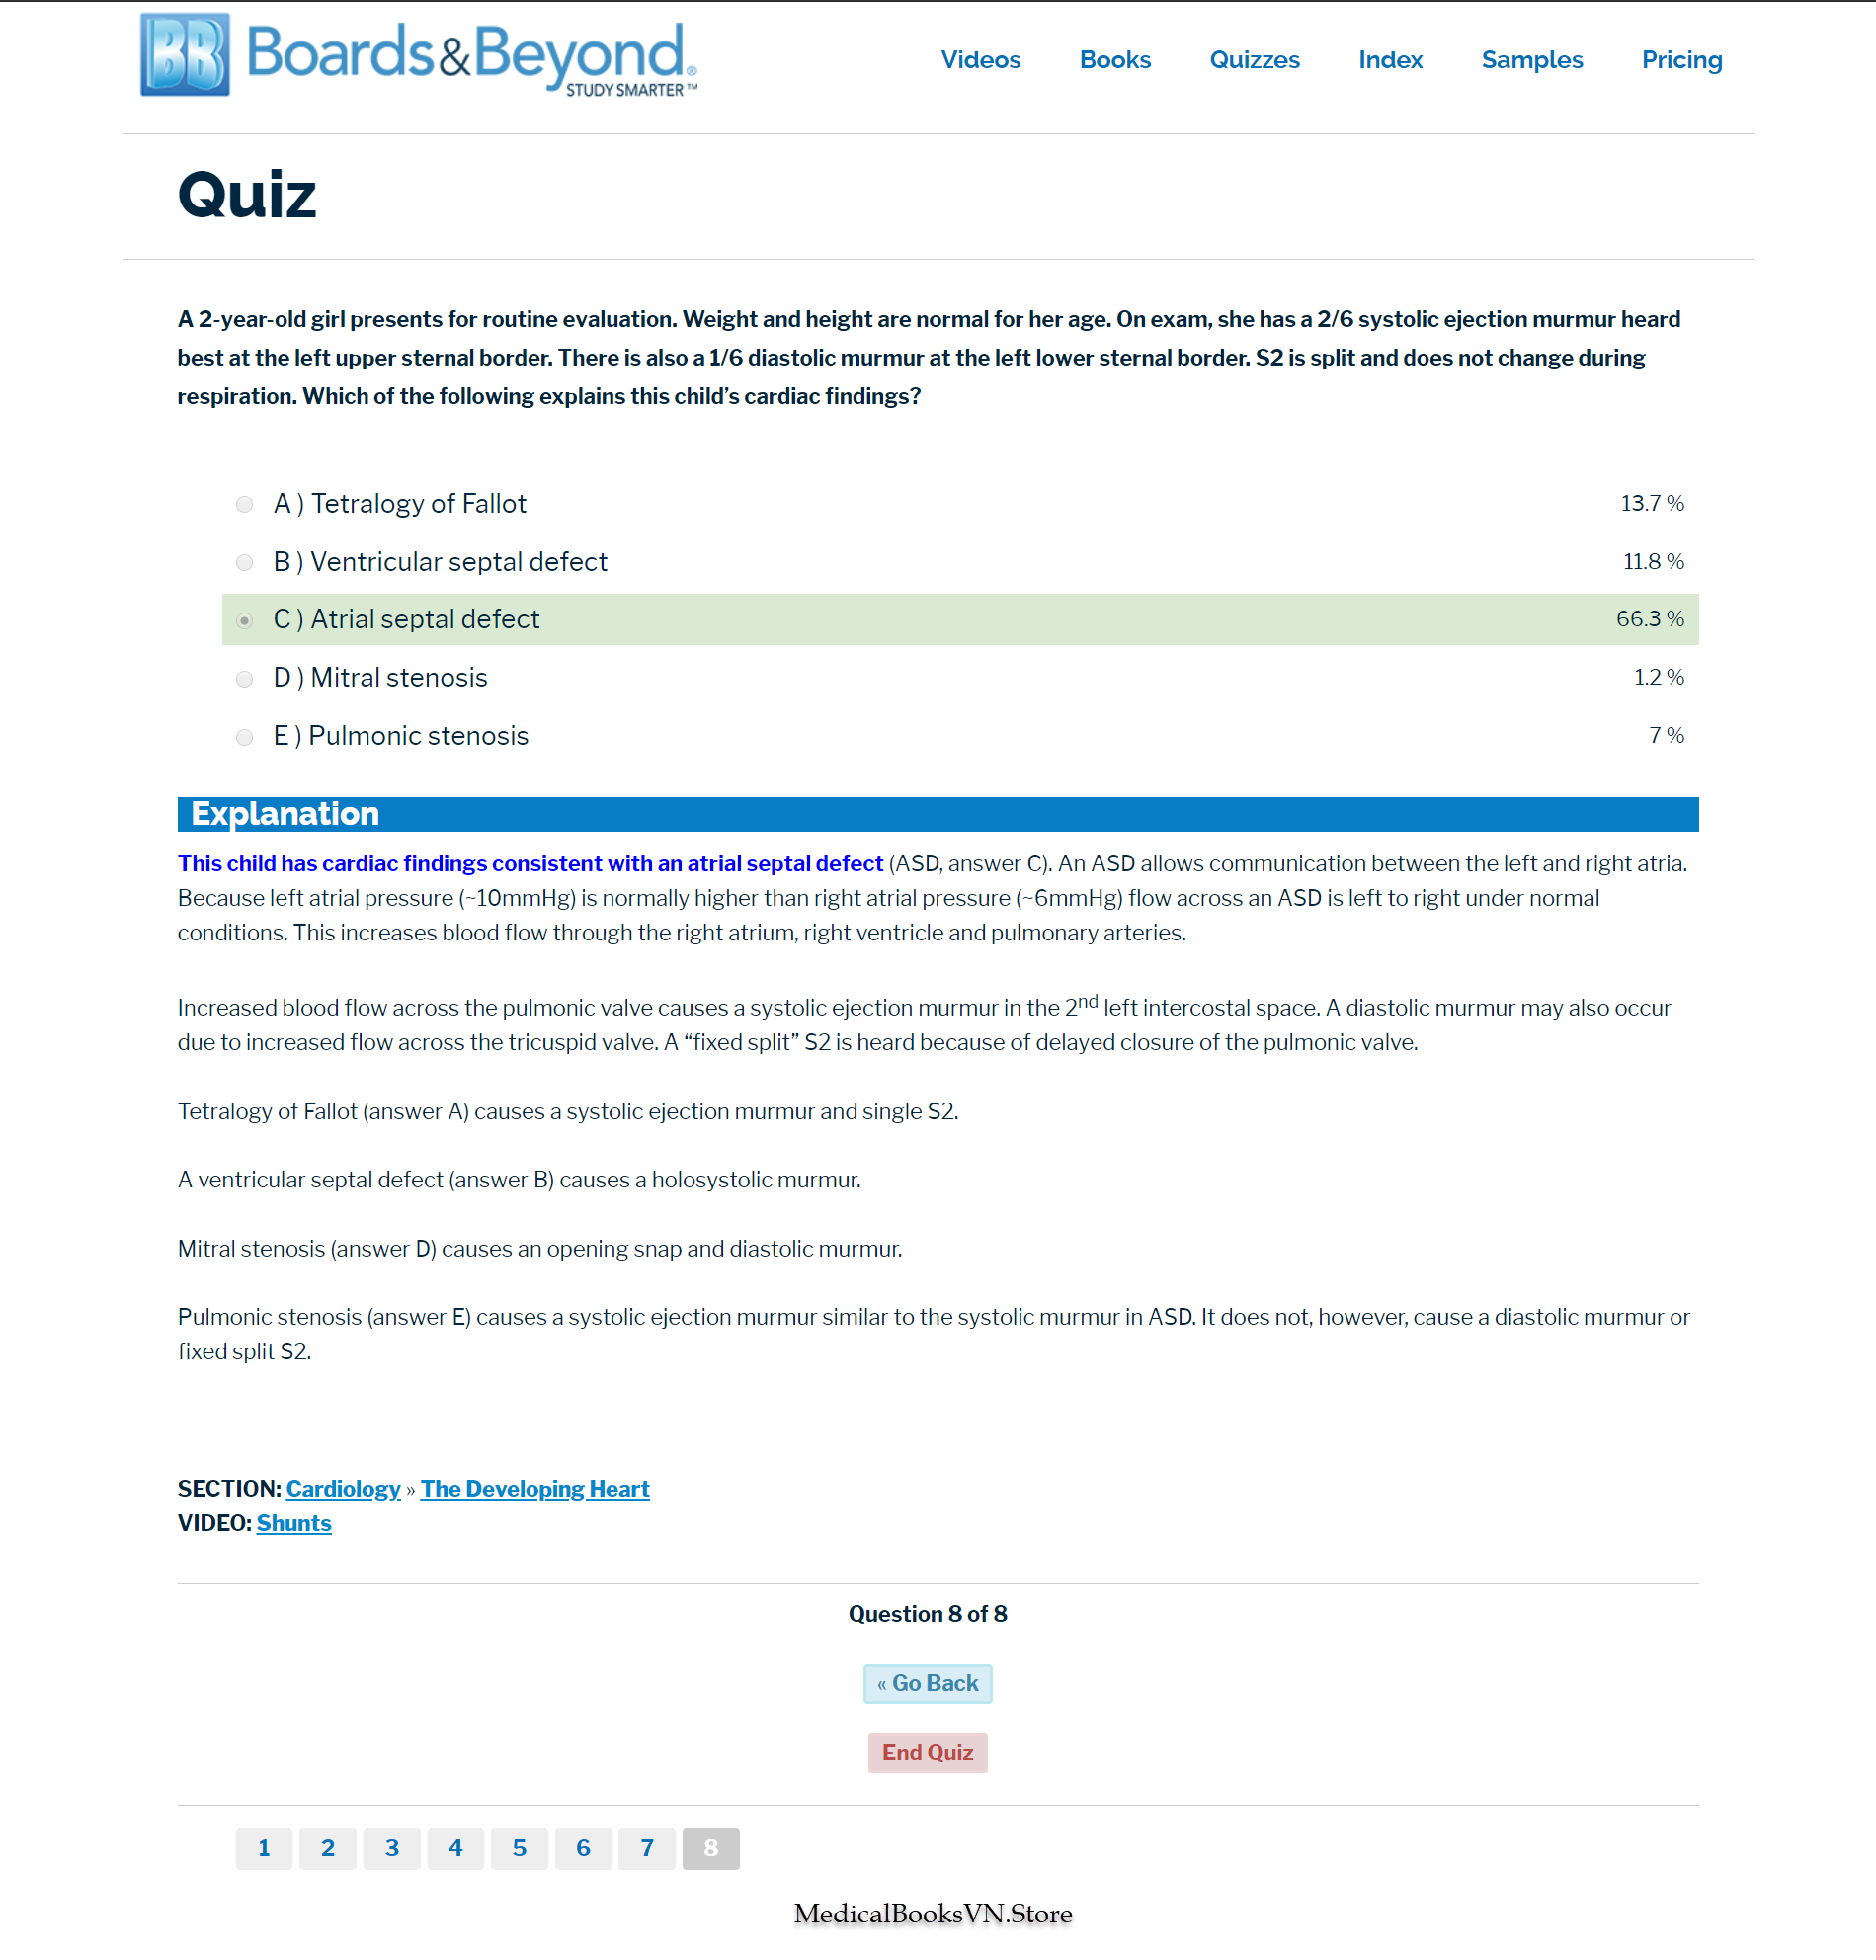 BB Boards&Beyond®
STUDY SMARTER™
Videos Books Quizzes Index Samples Pricing
Quiz
A 2-year-old girl presents for routine evaluation. Weight and height are normal for her age. On exam, she has a 2/6 systolic ejection murmur heard
best at the left upper sternal border. There is also a 1/6 diastolic murmur at the left lower sternal border. S2 is split and does not change during
respiration. Which of the following explains this child’s cardiac findings?
A ) Tetralogy of Fallot 13.7 %
B ) Ventricular septal defect 11.8 %
C ) Atrial septal defect 66.3 %
D ) Mitral stenosis 1.2 %
E ) Pulmonic stenosis 7 %
Explanation
This child has cardiac findings consistent with an atrial septal defect (ASD, answer C). An ASD allows communication between the left and right atria.
Because left atrial pressure (~10mmHg) is normally higher than right atrial pressure (~6mmHg) flow across an ASD is left to right under normal
conditions. This increases blood flow through the right atrium, right ventricle and pulmonary arteries.
Increased blood flow across the pulmonic valve causes a systolic ejection murmur in the 2nd left intercostal space. A diastolic murmur may also occur
due to increased flow across the tricuspid valve. A “fixed split” S2 is heard because of delayed closure of the pulmonic valve.
Tetralogy of Fallot (answer A) causes a systolic ejection murmur and single S2.
A ventricular septal defect (answer B) causes a holosystolic murmur.
Mitral stenosis (answer D) causes an opening snap and diastolic murmur.
Pulmonic stenosis (answer E) causes a systolic ejection murmur similar to the systolic murmur in ASD. It does not, however, cause a diastolic murmur or
fixed split S2.
SECTION: Cardiology » The Developing Heart
VIDEO: Shunts
Question 8 of 8
« Go Back
End Quiz
1 2 3 4 5 6 7 8
MedicalBooksVN.Store